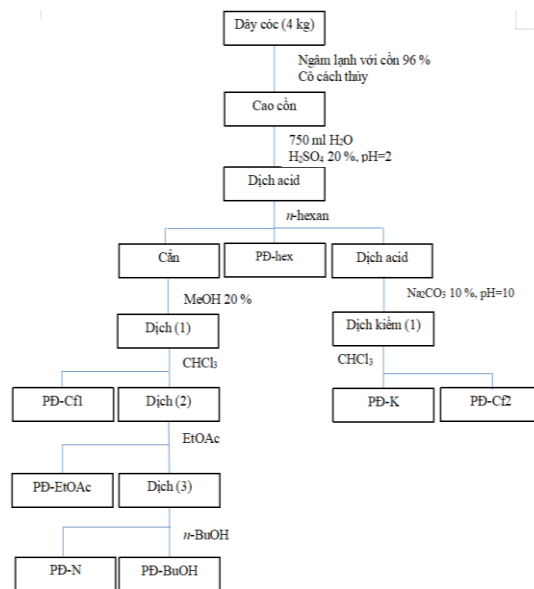 Dây cóc (4 kg)
Ngâm lạnh với cồn 96 %
Cô cách thủy
Cao cồn
750 ml H₂O
H₂SO₄ 20 %, pH=2
Dịch acid
n-hexan
Cắn
PĐ-hex
Dịch acid
MeOH 20 %
Na₂CO₃ 10 %, pH=10
Dịch (1)
Dịch kiềm (1)
CHCl₃
CHCl₃
PĐ-Cf1
Dịch (2)
PĐ-K
PĐ-Cf2
EtOAc
PĐ-EtOAc
Dịch (3)
n-BuOH
PĐ-N
PĐ-BuOH